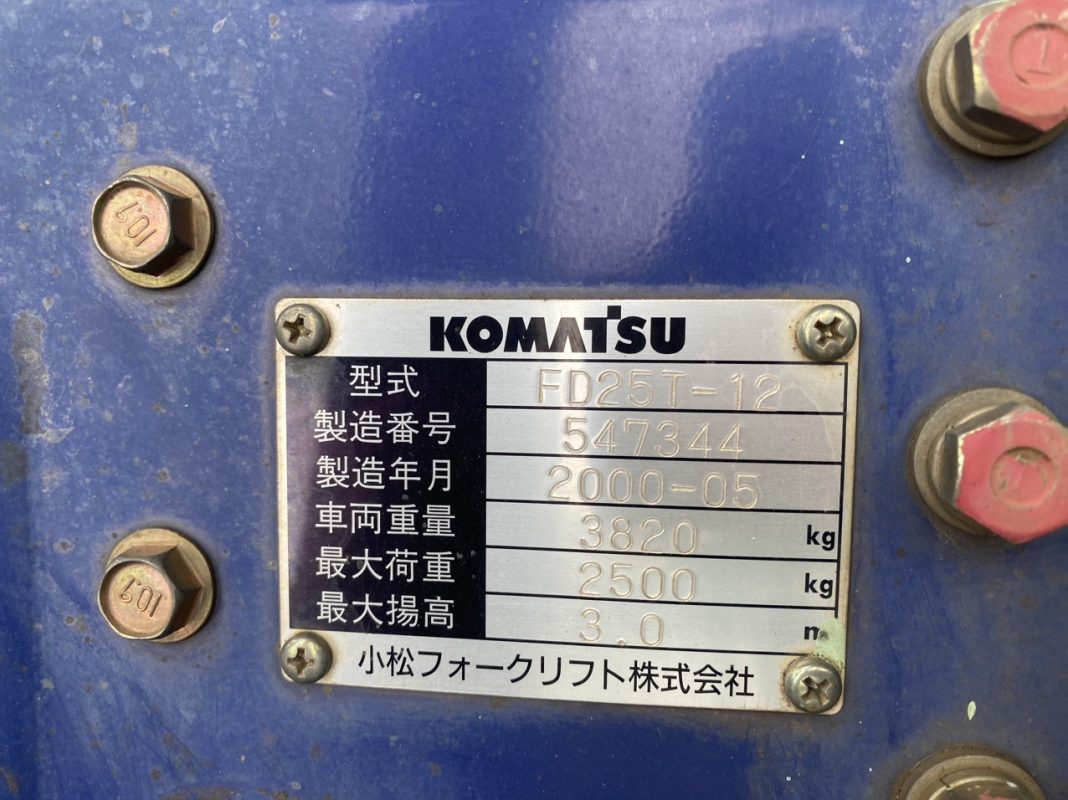 10.9
KOMATSU
型式 FD25T-12
製造番号 547344
製造年月 2000-05
車両重量 3820 kg
最大荷重 2500 kg
最大揚高 3.0 m
10.9
小松フォークリフト株式会社